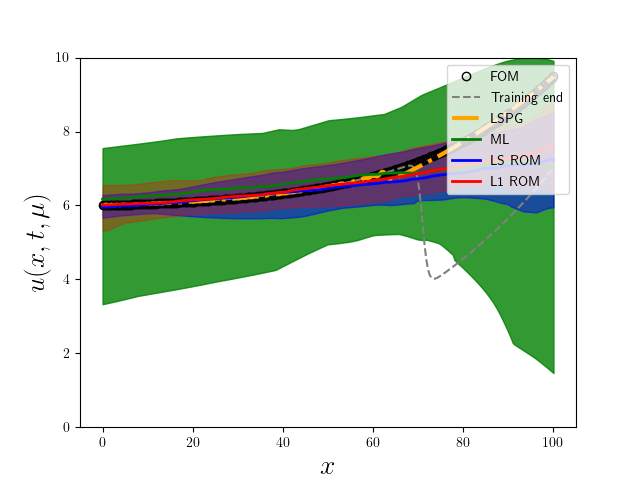 10
8
6
4
2
0
u(x, t, μ)
0 20 40 60 80 100
x
FOM
Training end
LSPG
ML
LS ROM
L1 ROM